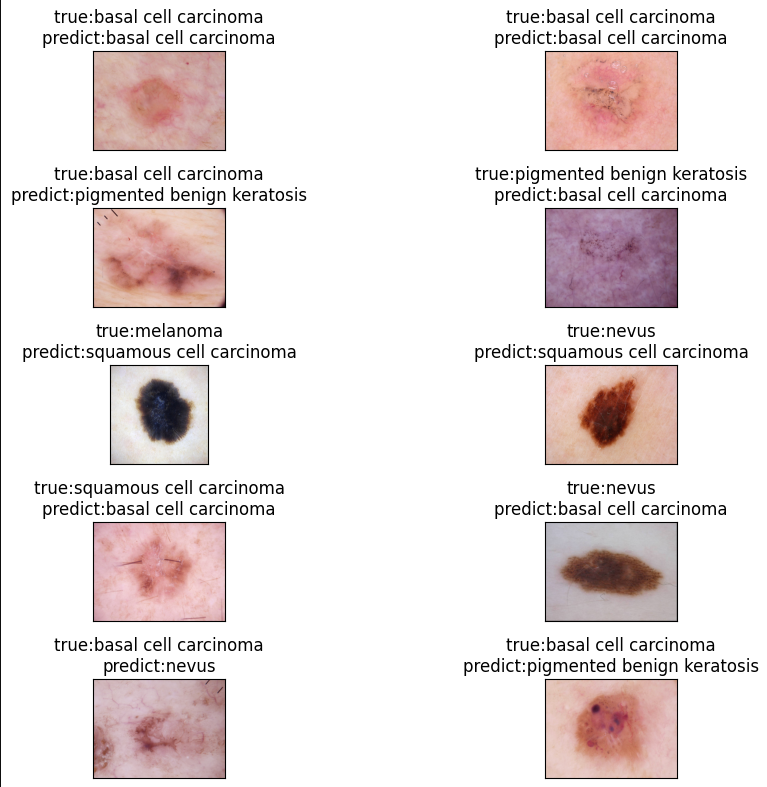 true:basal cell carcinoma
predict:basal cell carcinoma
true:basal cell carcinoma
predict:basal cell carcinoma
true:basal cell carcinoma
predict:pigmented benign keratosis
true:pigmented benign keratosis
predict:basal cell carcinoma
true:melanoma
predict:squamous cell carcinoma
true:nevus
predict:squamous cell carcinoma
true:squamous cell carcinoma
predict:basal cell carcinoma
true:nevus
predict:basal cell carcinoma
true:basal cell carcinoma
predict:nevus
true:basal cell carcinoma
predict:pigmented benign keratosis